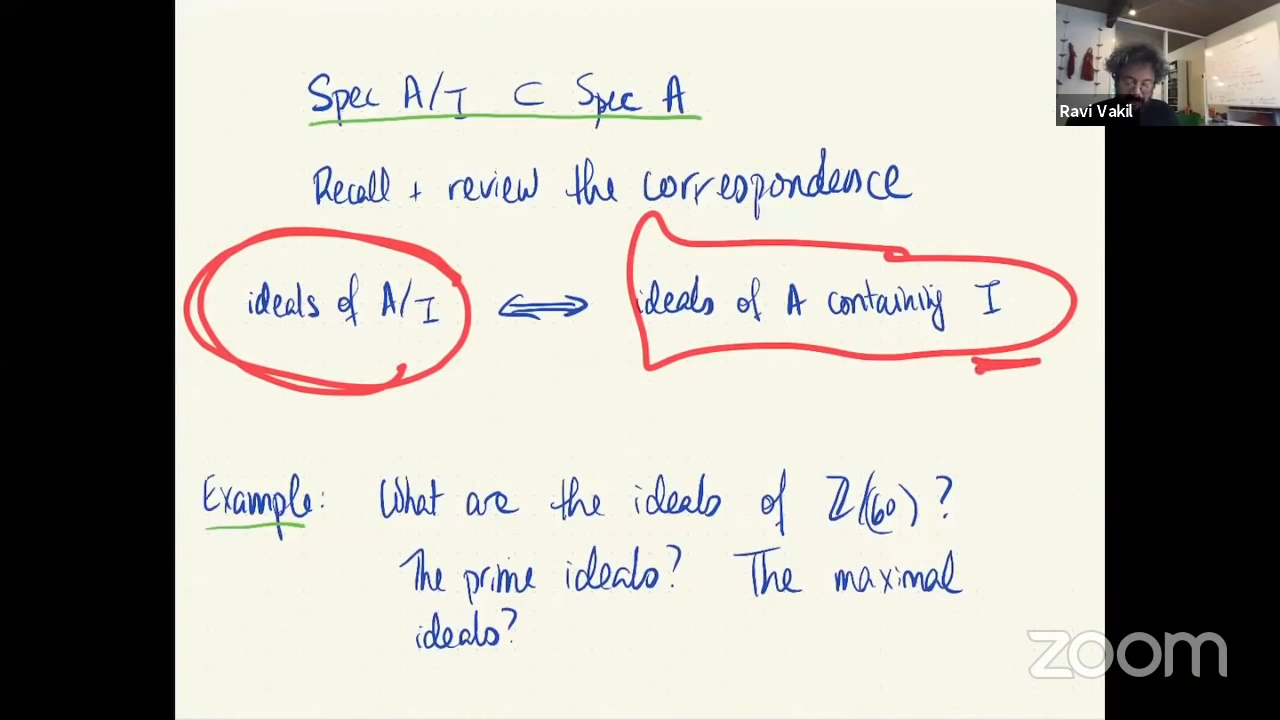 Spec A/I ⊂ Spec A
Ravi Vakil
Recall + review the correspondence
ideals of A/I ⟺ ideals of A containing I
Example: What are the ideals of ℤ/(60)?
The prime ideals? The maximal
ideals?
zoom